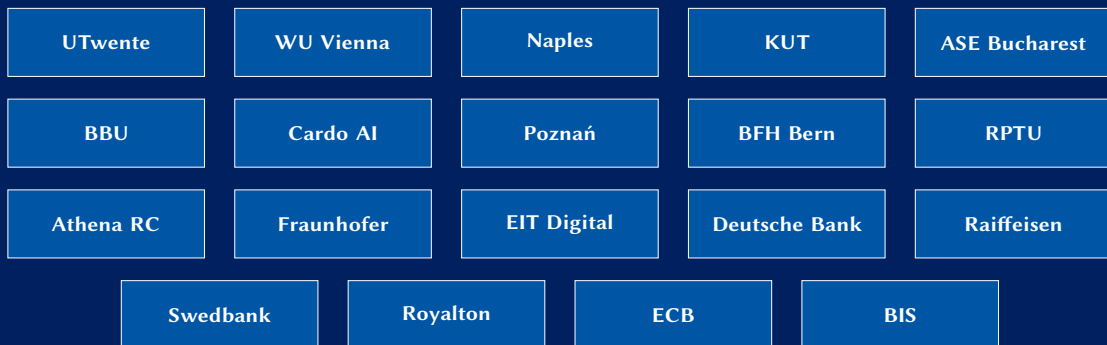 UTwente
WU Vienna
Naples
KUT
ASE Bucharest
BBU
Cardo AI
Poznań
BFH Bern
RPTU
Athena RC
Fraunhofer
EIT Digital
Deutsche Bank
Raiffeisen
Swedbank
Royalton
ECB
BIS